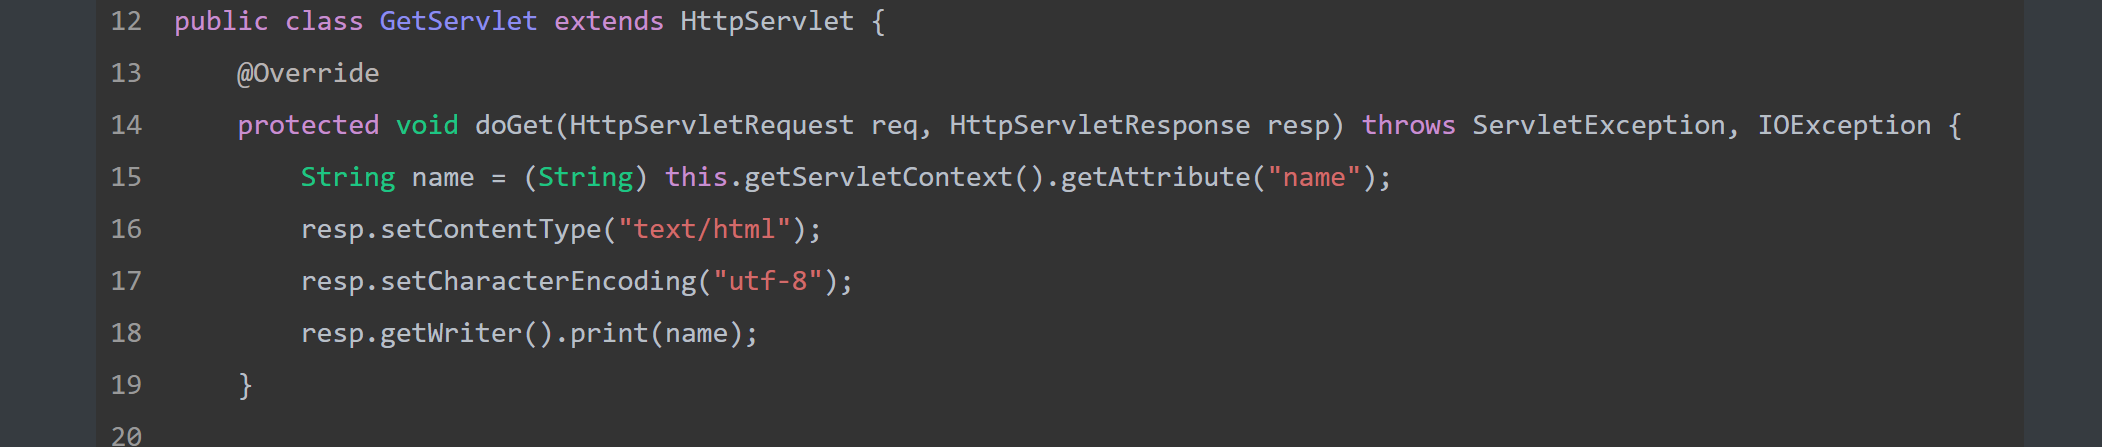 12 public class GetServlet extends HttpServlet {
13     @Override
14     protected void doGet(HttpServletRequest req, HttpServletResponse resp) throws ServletException, IOException {
15         String name = (String) this.getServletContext().getAttribute("name");
16         resp.setContentType("text/html");
17         resp.setCharacterEncoding("utf-8");
18         resp.getWriter().print(name);
19     }
20